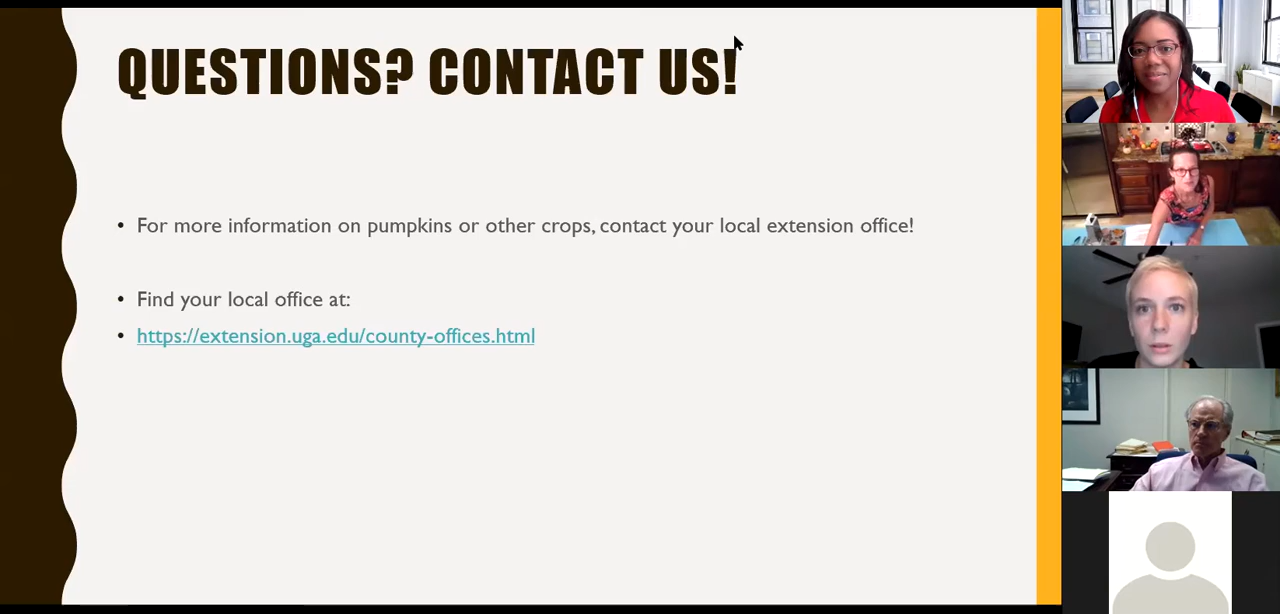 QUESTIONS? CONTACT US!
• For more information on pumpkins or other crops, contact your local extension office!
• Find your local office at:
• https://extension.uga.edu/county-offices.html